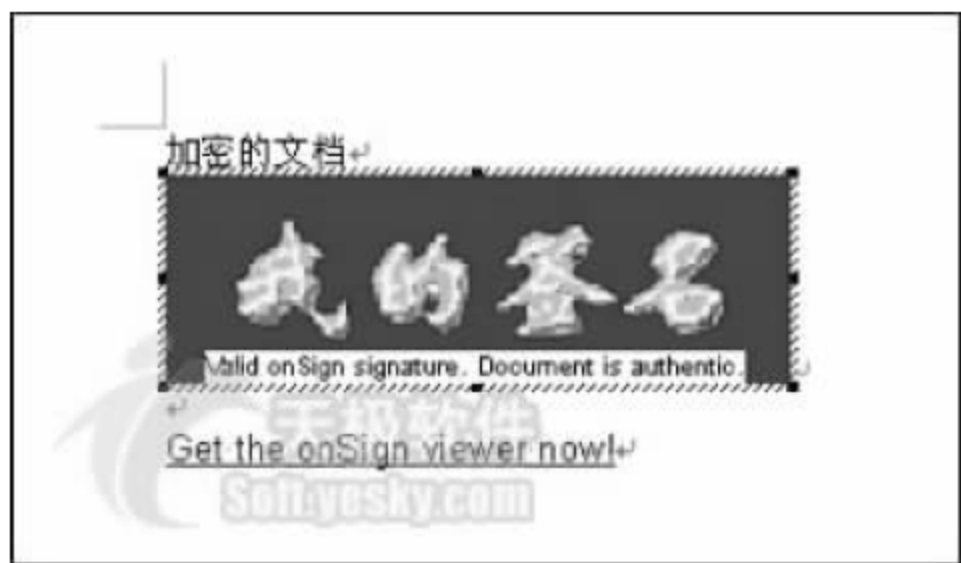 加密的文档
我的签名
Valid onSign signature. Document is authentic.
天极软件
Get the onSign viewer now!
Soft.yesky.com